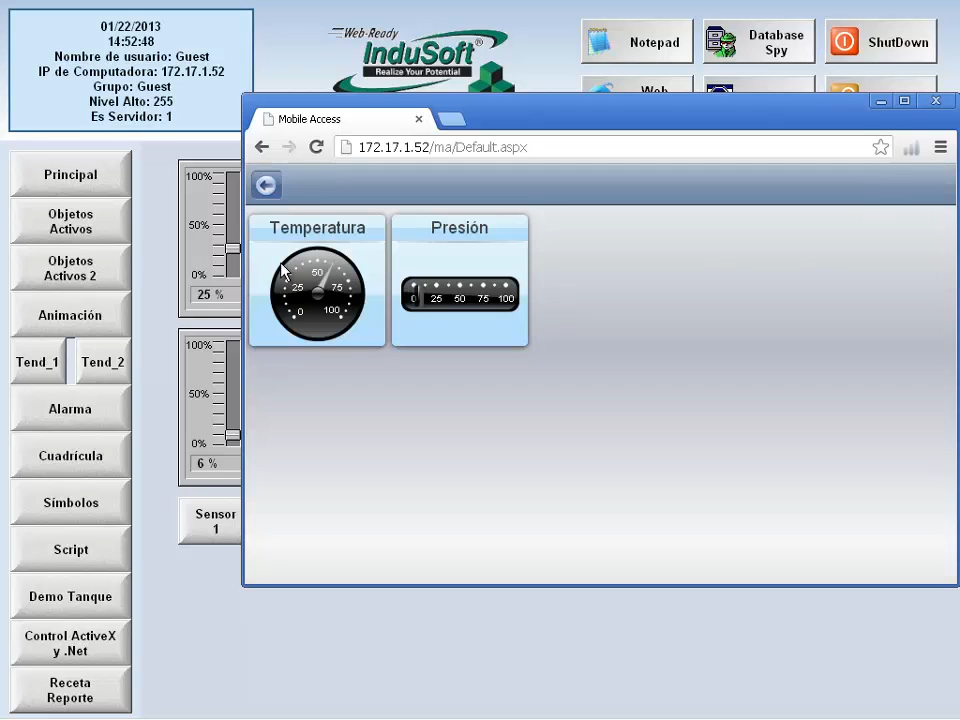 01/22/2013
14:52:48
Nombre de usuario: Guest
IP de Computadora: 172.17.1.52
Grupo: Guest
Nivel Alto: 255
Es Servidor: 1
Web-Ready
InduSoft®
Realize Your Potential
Notepad
Database
Spy
ShutDown
Web
Mobile Access
172.17.1.52/ma/Default.aspx
Principal
Objetos
Activos
Objetos
Activos 2
Animación
Tend_1
Tend_2
Alarma
Cuadrícula
Símbolos
Script
Demo Tanque
Control ActiveX
y .Net
Receta
Reporte
100%
50%
0%
25 %
100%
50%
0%
6 %
Sensor
1
Temperatura
50
25
75
0
100
Presión
0 25 50 75 100